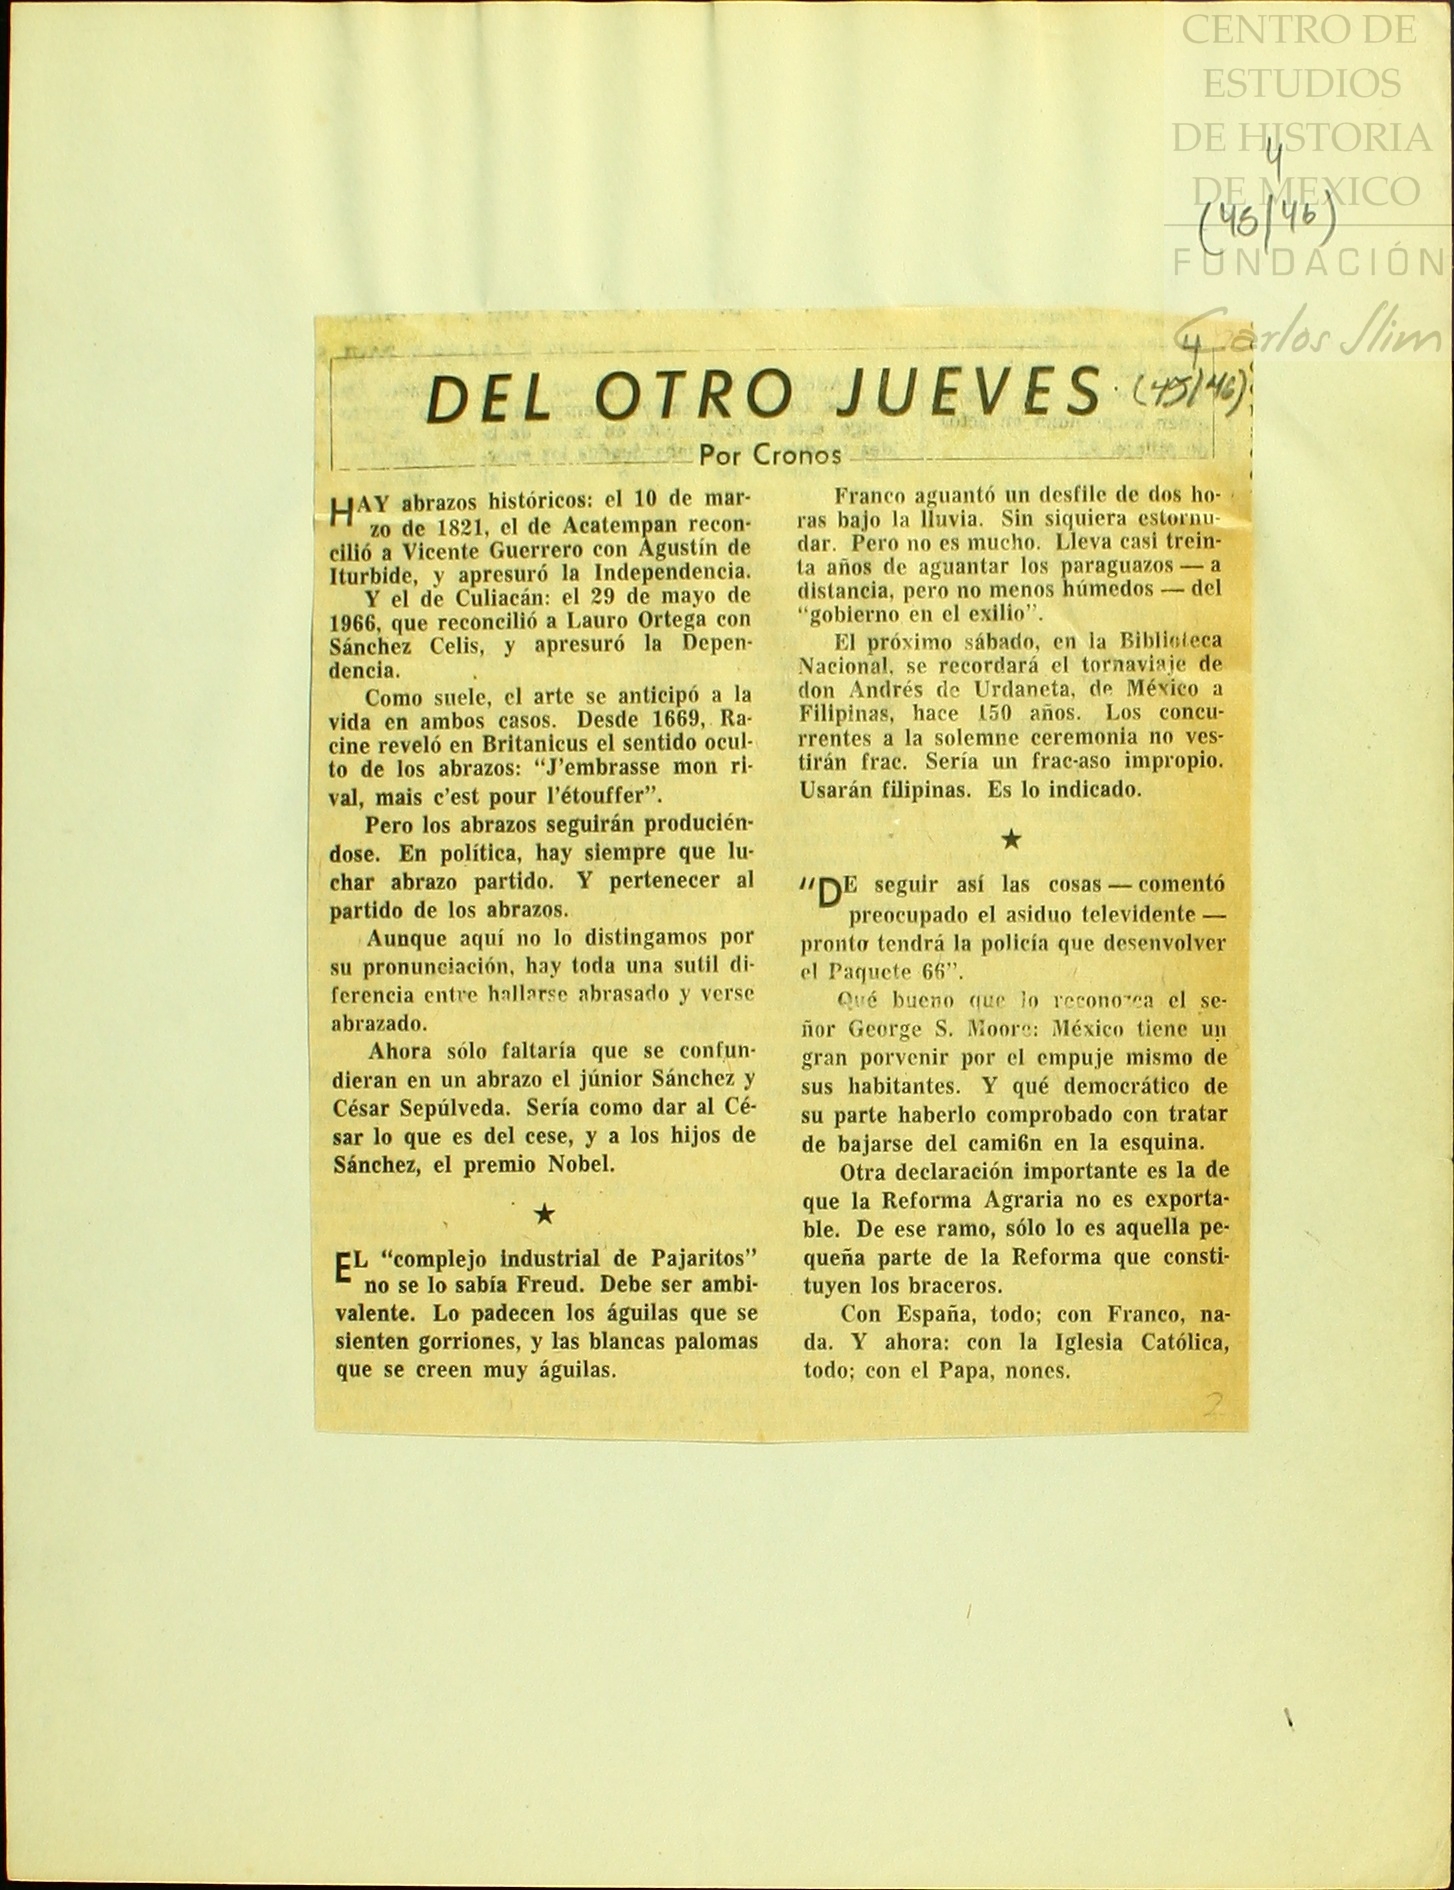 CENTRO DE
ESTUDIOS
DE HISTORIA
DE MEXICO
FUNDACIÓN
Carlos Slim
4
(45/46)
4
(45/46)
DEL OTRO JUEVES
Por Cronos
HAY abrazos históricos: el 10 de mar-
zo de 1821, el de Acatempan recon-
cilió a Vicente Guerrero con Agustín de
Iturbide, y apresuró la Independencia.
Y el de Culiacán: el 29 de mayo de
1966, que reconcilió a Lauro Ortega con
Sánchez Celis, y apresuró la Depen-
dencia.
Como suele, el arte se anticipó a la
vida en ambos casos. Desde 1669, Ra-
cine reveló en Britanicus el sentido ocul-
to de los abrazos: “J’embrasse mon ri-
val, mais c’est pour l’étouffer”.
Pero los abrazos seguirán producién-
dose. En política, hay siempre que lu-
char abrazo partido. Y pertenecer al
partido de los abrazos.
Aunque aquí no lo distingamos por
su pronunciación, hay toda una sutil di-
ferencia entre hallarse abrasado y verse
abrazado.
Ahora sólo faltaría que se confun-
dieran en un abrazo el júnior Sánchez y
César Sepúlveda. Sería como dar al Cé-
sar lo que es del cese, y a los hijos de
Sánchez, el premio Nobel.
★
EL “complejo industrial de Pajaritos”
no se lo sabía Freud. Debe ser ambi-
valente. Lo padecen los águilas que se
sienten gorriones, y las blancas palomas
que se creen muy águilas.
Franco aguantó un desfile de dos ho-
ras bajo la lluvia. Sin siquiera estornu-
dar. Pero no es mucho. Lleva casi trein-
ta años de aguantar los paraguazos — a
distancia, pero no menos húmedos — del
“gobierno en el exilio”.
El próximo sábado, en la Biblioteca
Nacional, se recordará el tornaviaje de
don Andrés de Urdaneta, de México a
Filipinas, hace 150 años. Los concu-
rrentes a la solemne ceremonia no ves-
tirán frac. Sería un frac-aso impropio.
Usarán filipinas. Es lo indicado.
★
“DE seguir así las cosas — comentó
preocupado el asiduo televidente —
pronto tendrá la policía que desenvolver
el Paquete 66”.
Qué bueno que lo reconozca el se-
ñor George S. Moore: México tiene un
gran porvenir por el empuje mismo de
sus habitantes. Y qué democrático de
su parte haberlo comprobado con tratar
de bajarse del cami6n en la esquina.
Otra declaración importante es la de
que la Reforma Agraria no es exporta-
ble. De ese ramo, sólo lo es aquella pe-
queña parte de la Reforma que consti-
tuyen los braceros.
Con España, todo; con Franco, na-
da. Y ahora: con la Iglesia Católica,
todo; con el Papa, nones.
2